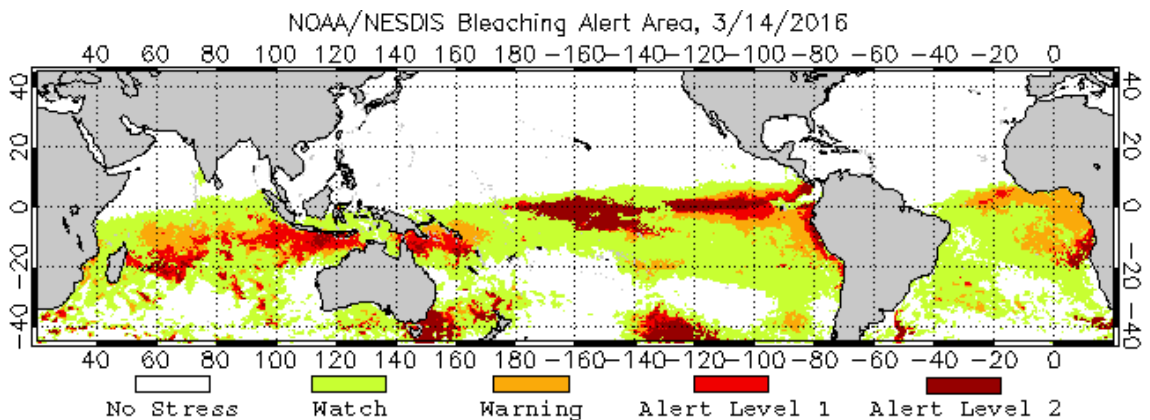 NOAA/NESDIS Bleaching Alert Area, 3/14/2016
40 60 80 100 120 140 160 180 -160 -140 -120 -100 -80 -60 -40 -20 0
40 40
20 20
0 0
-20 -20
-40 -40
40 60 80 100 120 140 160 180 -160 -140 -120 -100 -80 -60 -40 -20 0
No Stress Watch Warning Alert Level 1 Alert Level 2